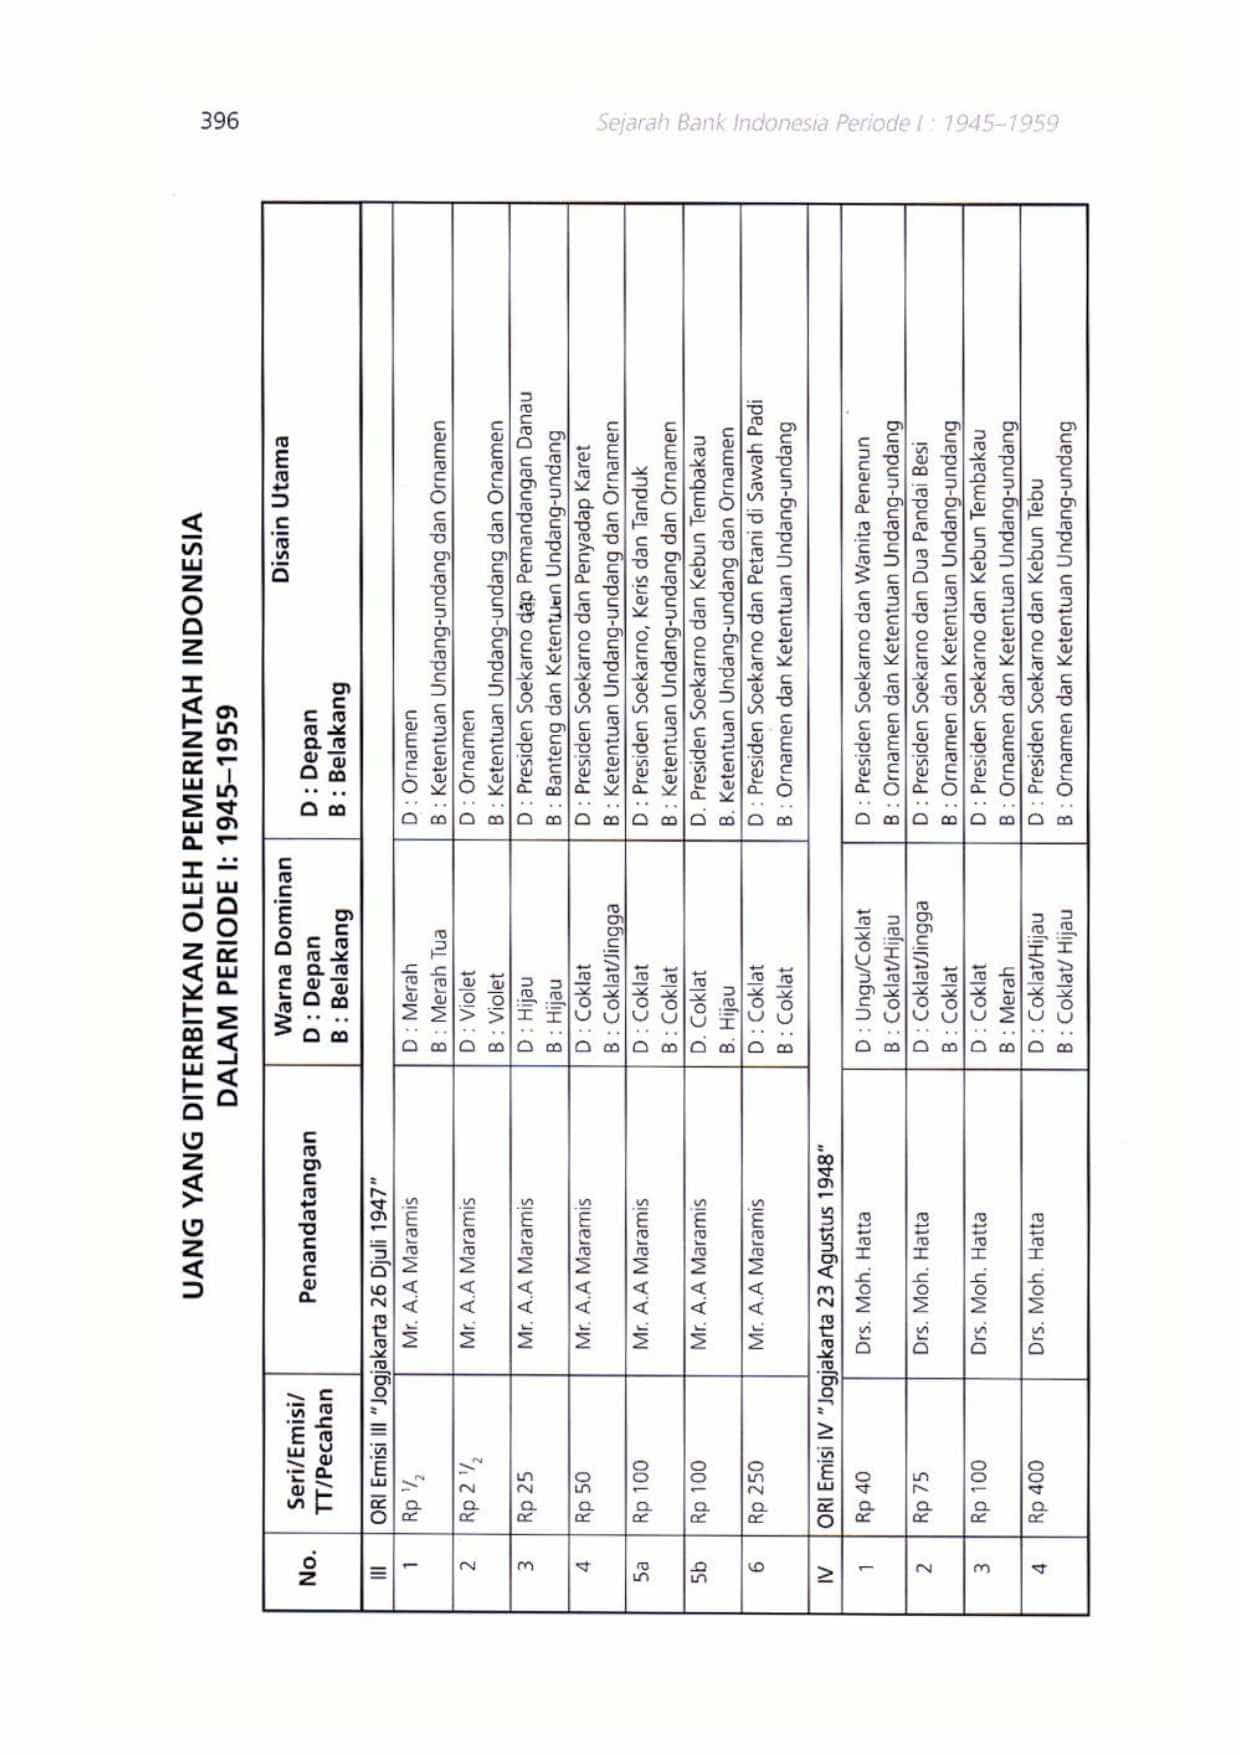 396
Sejarah Bank Indonesia Periode I : 1945–1959
UANG YANG DITERBITKAN OLEH PEMERINTAH INDONESIA
DALAM PERIODE I: 1945–1959
No.
Seri/Emisi/
TT/Pecahan
Penandatangan
Warna Dominan
D : Depan
B : Belakang
Disain Utama
D : Depan
B : Belakang
III ORI Emisi III "Jogjakarta 26 Djuli 1947"
1 Rp ½ Mr. A.A Maramis D : Merah D : Ornamen
B : Merah Tua B : Ketentuan Undang-undang dan Ornamen
2 Rp 2 ½ Mr. A.A Maramis D : Violet D : Ornamen
B : Violet B : Ketentuan Undang-undang dan Ornamen
3 Rp 25 Mr. A.A Maramis D : Hijau D : Presiden Soekarno dap Pemandangan Danau
B : Hijau B : Banteng dan Ketentuan Undang-undang
4 Rp 50 Mr. A.A Maramis D : Coklat D : Presiden Soekarno dan Penyadap Karet
B : Coklat/Jingga B : Ketentuan Undang-undang dan Ornamen
5a Rp 100 Mr. A.A Maramis D : Coklat D : Presiden Soekarno, Keris dan Tanduk
B : Coklat B : Ketentuan Undang-undang dan Ornamen
5b Rp 100 Mr. A.A Maramis D. Coklat D. Presiden Soekarno dan Kebun Tembakau
B. Hijau B. Ketentuan Undang-undang dan Ornamen
6 Rp 250 Mr. A.A Maramis D : Coklat D : Presiden Soekarno dan Petani di Sawah Padi
B : Coklat B : Ornamen dan Ketentuan Undang-undang
IV ORI Emisi IV "Jogjakarta 23 Agustus 1948"
1 Rp 40 Drs. Moh. Hatta D : Ungu/Coklat D : Presiden Soekarno dan Wanita Penenun
B : Coklat/Hijau B : Ornamen dan Ketentuan Undang-undang
2 Rp 75 Drs. Moh. Hatta D : Coklat/Jingga D : Presiden Soekarno dan Dua Pandai Besi
B : Coklat B : Ornamen dan Ketentuan Undang-undang
3 Rp 100 Drs. Moh. Hatta D : Coklat D : Presiden Soekarno dan Kebun Tembakau
B : Merah B : Ornamen dan Ketentuan Undang-undang
4 Rp 400 Drs. Moh. Hatta D : Coklat/Hijau D : Presiden Soekarno dan Kebun Tebu
B : Coklat/ Hijau B : Ornamen dan Ketentuan Undang-undang